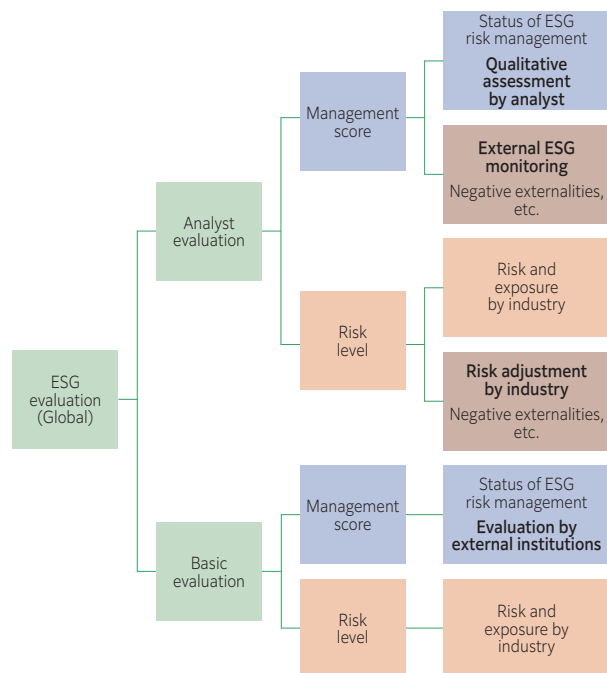 Status of ESG
risk management
Qualitative
assessment
by analyst
Management
score
External ESG
monitoring
Negative externalities,
etc.
Analyst
evaluation
Risk and
exposure
by industry
Risk
level
Risk adjustment
by industry
Negative externalities,
etc.
ESG
evaluation
(Global)
Management
score
Status of ESG
risk management
Evaluation by
external institutions
Basic
evaluation
Risk
level
Risk and
exposure by
industry